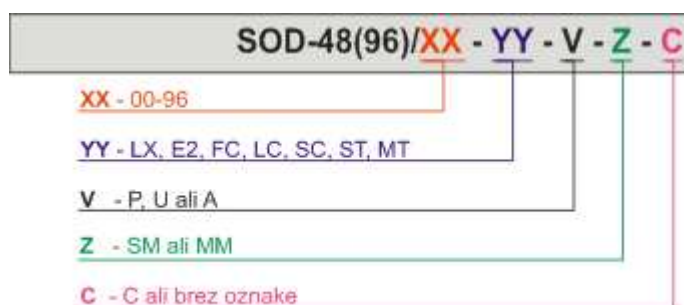 SOD-48(96)/XX - YY - V - Z - C
XX - 00-96
YY - LX, E2, FC, LC, SC, ST, MT
V - P, U ali A
Z - SM ali MM
C - C ali brez oznake